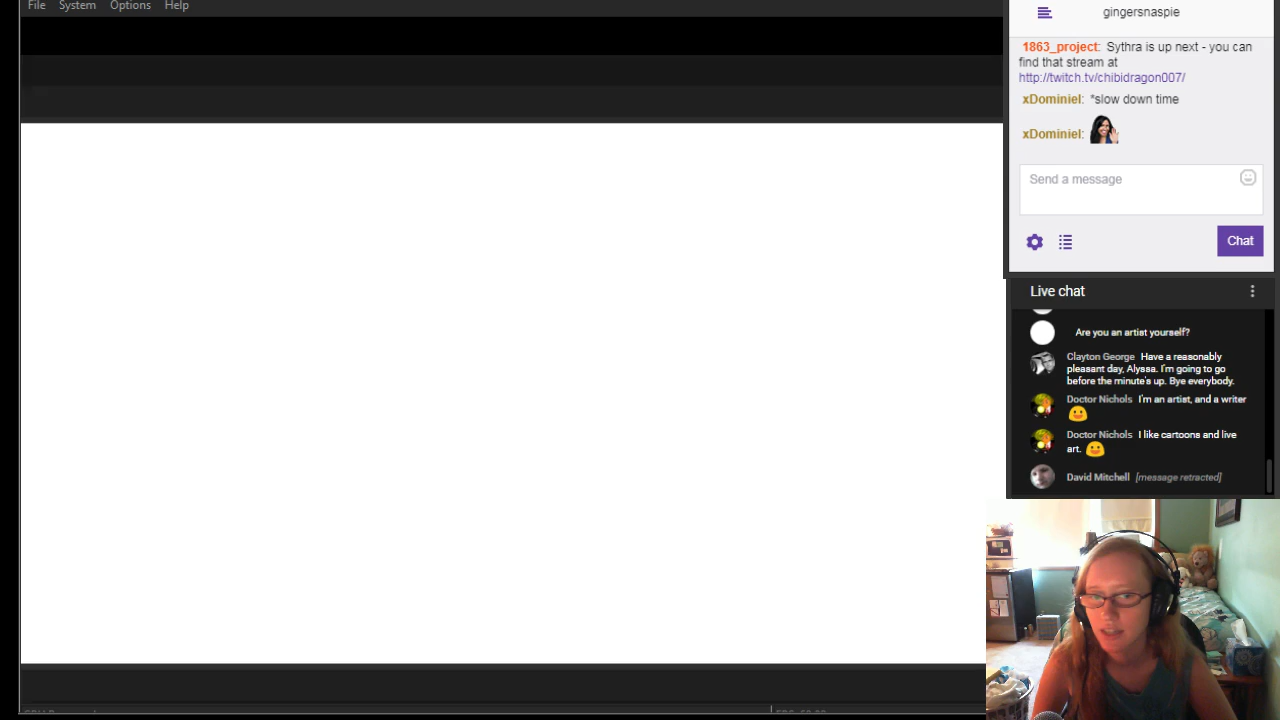 File System Options Help
gingersnaspie
1863_project: Sythra is up next - you can
find that stream at
http://twitch.tv/chibidragon007/
xDominiel: *slow down time
xDominiel:
Send a message
Chat
Live chat
Are you an artist yourself?
Clayton George Have a reasonably
pleasant day, Alyssa. I'm going to go
before the minute's up. Bye everybody.
Doctor Nichols I'm an artist, and a writer
Doctor Nichols I like cartoons and live
art.
David Mitchell [message retracted]